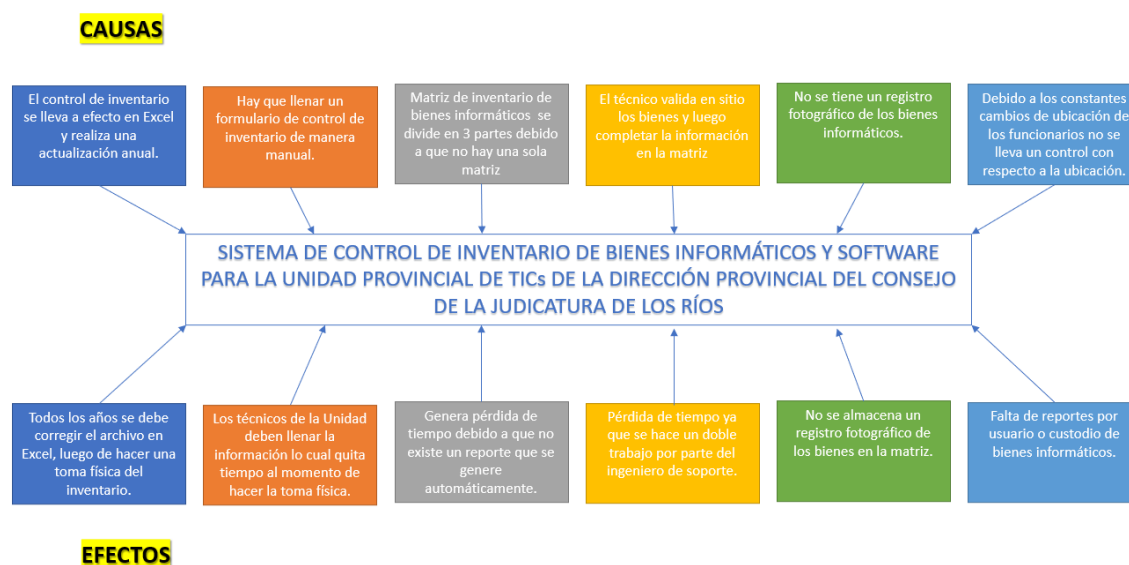 CAUSAS
El control de inventario
se lleva a efecto en Excel
y realiza una
actualización anual.
Hay que llenar un
formulario de control de
inventario de manera
manual.
Matriz de inventario de
bienes informáticos se
divide en 3 partes debido
a que no hay una sola
matriz
El técnico valida en sitio
los bienes y luego
completar la información
en la matriz
No se tiene un registro
fotográfico de los bienes
informáticos.
Debido a los constantes
cambios de ubicación de
los funcionarios no se
lleva un control con
respecto a la ubicación.
SISTEMA DE CONTROL DE INVENTARIO DE BIENES INFORMÁTICOS Y SOFTWARE
PARA LA UNIDAD PROVINCIAL DE TICs DE LA DIRECCIÓN PROVINCIAL DEL CONSEJO
DE LA JUDICATURA DE LOS RÍOS
Todos los años se debe
corregir el archivo en
Excel, luego de hacer una
toma física del
inventario.
Los técnicos de la Unidad
deben llenar la
información lo cual quita
tiempo al momento de
hacer la toma física.
Genera pérdida de
tiempo debido a que no
existe un reporte que se
genere
automáticamente.
Pérdida de tiempo ya
que se hace un doble
trabajo por parte del
ingeniero de soporte.
No se almacena un
registro fotográfico de
los bienes en la matriz.
Falta de reportes por
usuario o custodio de
bienes informáticos.
EFECTOS